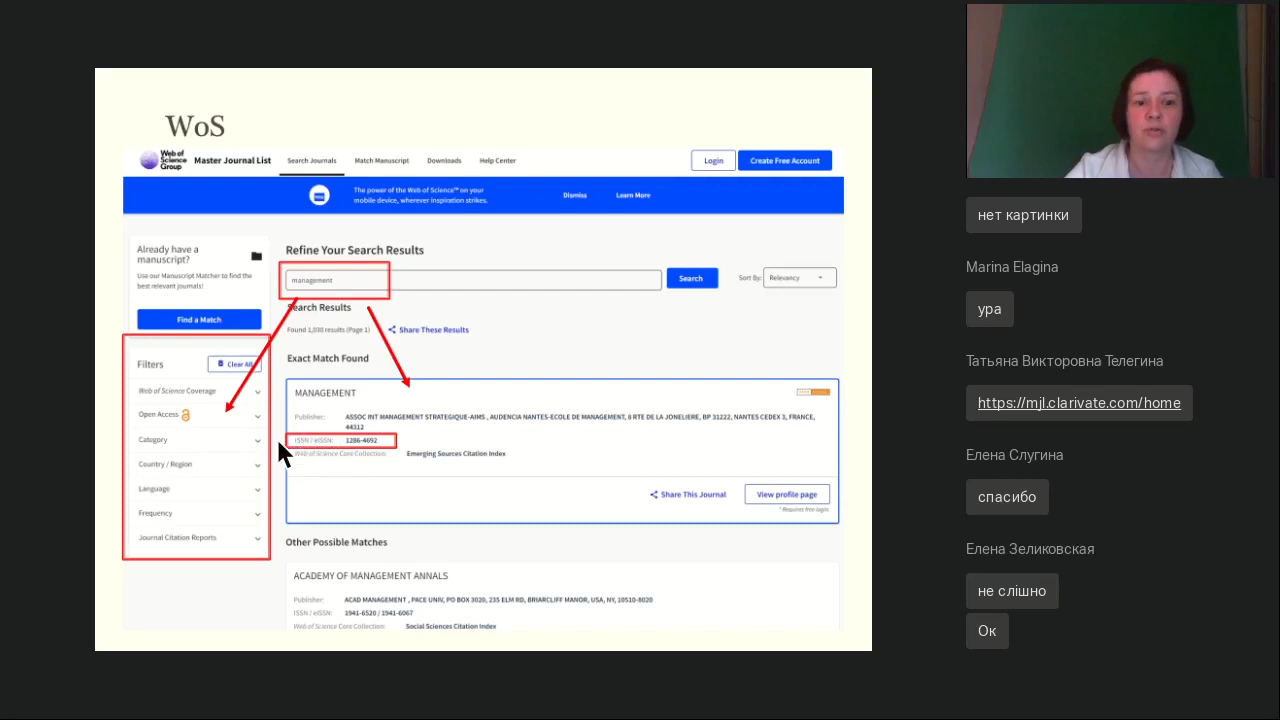 WoS
Web of Science Group
Master Journal List
Search Journals
Match Manuscript
Downloads
Help Center
Login
Create Free Account
The power of the Web of Science™ on your
mobile device, wherever inspiration strikes.
Dismiss
Learn More
Already have a
manuscript?
Use our Manuscript Matcher to find the
best relevant journals!
Find a Match
Filters
Clear All
Web of Science Coverage
Open Access
Category
Country / Region
Language
Frequency
Journal Citation Reports
Refine Your Search Results
management
Search
Sort By:
Relevancy
Search Results
Found 1,030 results (Page 1)
Share These Results
Exact Match Found
MANAGEMENT
Publisher: ASSOC INT MANAGEMENT STRATEGIQUE-AIMS , AUDENCIA NANTES-ECOLE DE MANAGEMENT, 8 RTE DE LA JONELIERE, BP 31222, NANTES CEDEX 3, FRANCE,
44312
ISSN / eISSN: 1286-4692
Web of Science Core Collection: Emerging Sources Citation Index
Share This Journal
View profile page
* Requires free login.
Other Possible Matches
ACADEMY OF MANAGEMENT ANNALS
Publisher: ACAD MANAGEMENT , PACE UNIV, PO BOX 3020, 235 ELM RD, BRIARCLIFF MANOR, USA, NY, 10510-8020
ISSN / eISSN: 1941-6520 / 1941-6067
Web of Science Core Collection: Social Sciences Citation Index
нет картинки
Marina Elagina
ура
Татьяна Викторовна Телегина
https://mjl.clarivate.com/home
Елена Слугина
спасибо
Елена Зеликовская
не слішно
Ок